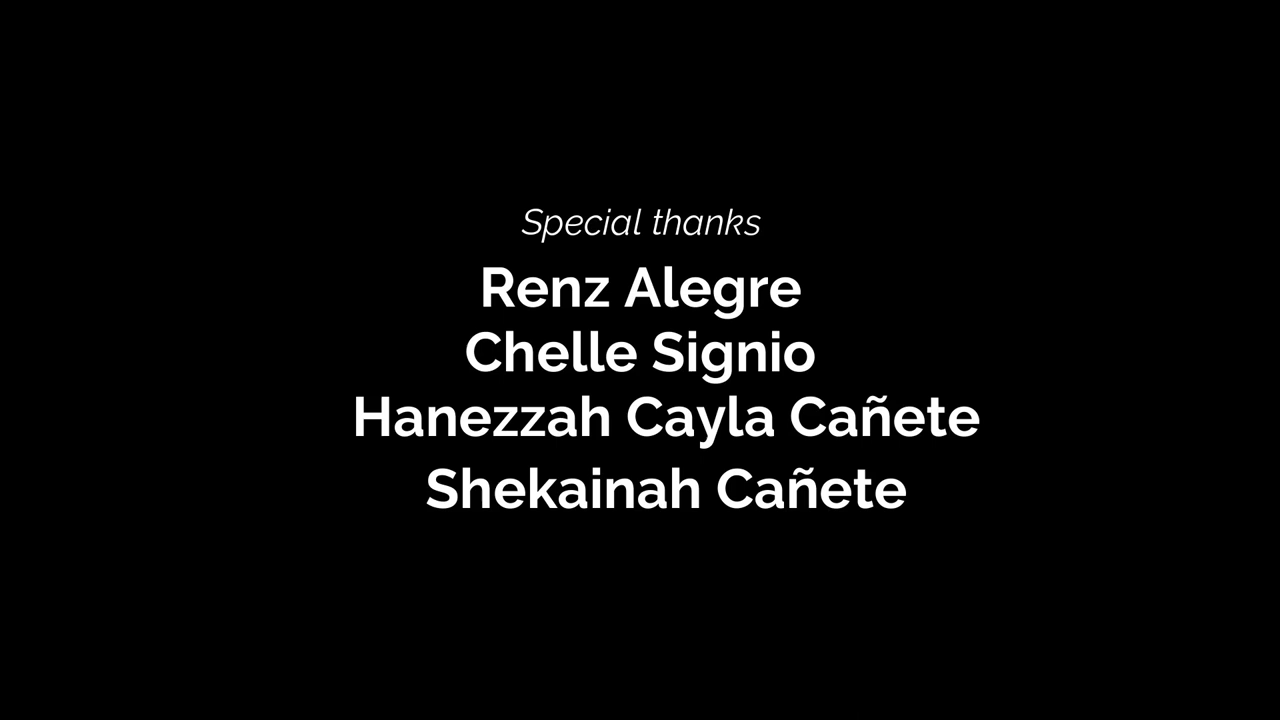 Special thanks
Renz Alegre
Chelle Signio
Hanezzah Cayla Cañete
Shekainah Cañete